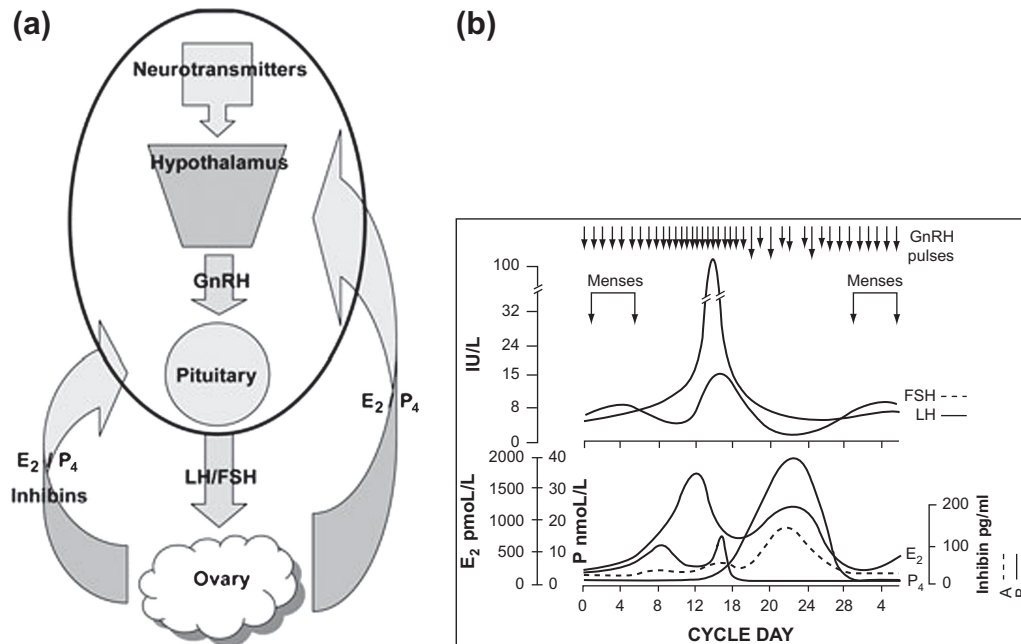 (a)
Neurotransmitters
Hypothalamus
GnRH
Pituitary
E2 / P4
E2 / P4
Inhibins
LH/FSH
Ovary
(b)
GnRH
pulses
Menses
Menses
100
32
24
15
8
0
IU/L
FSH
LH
2000
1500
1000
500
0
E2 pmoL/L
40
30
20
10
0
P nmoL/L
200
100
0
Inhibin pg/ml
A
B
E2
P4
0 4 8 12 18 20 24 28 4
CYCLE DAY